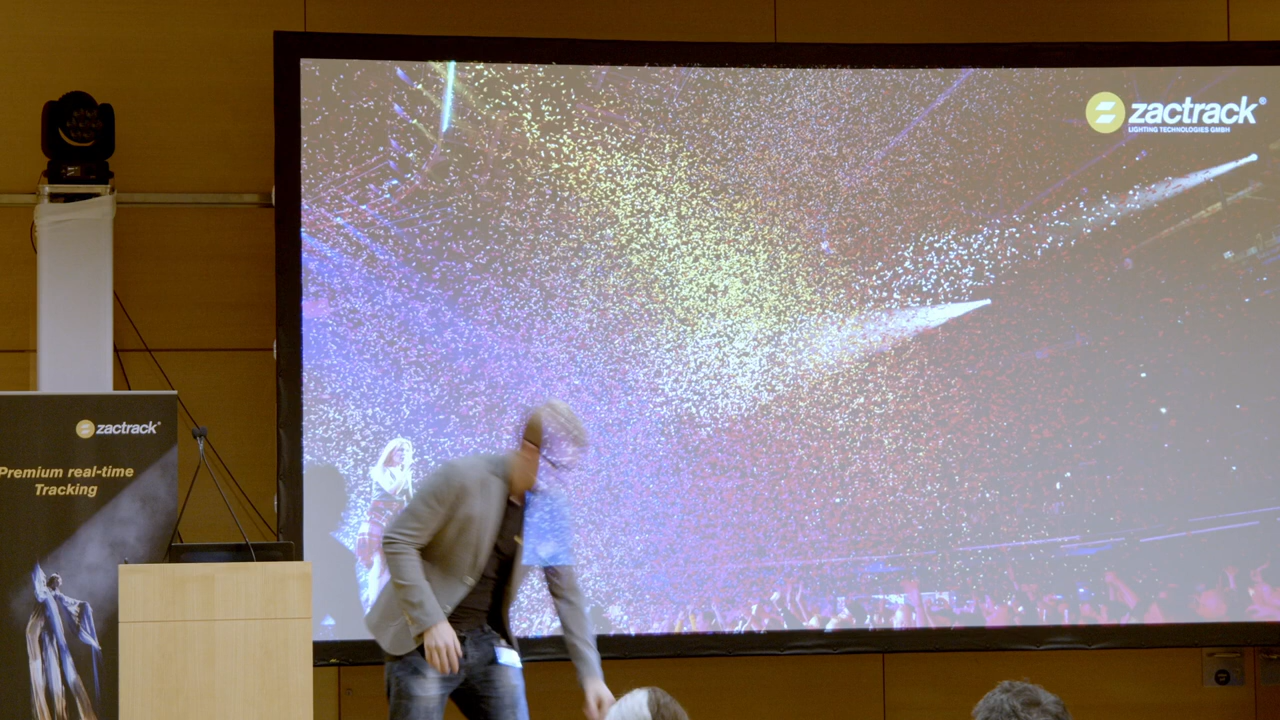 zactrack®
LIGHTING TECHNOLOGIES GMBH
zactrack®
Premium real-time
Tracking